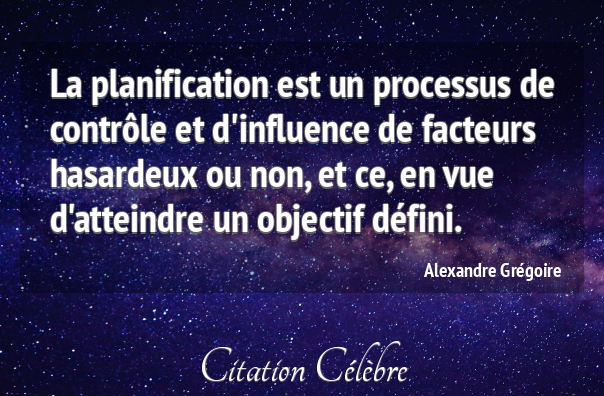 La planification est un processus de
contrôle et d'influence de facteurs
hasardeux ou non, et ce, en vue
d'atteindre un objectif défini.
Alexandre Grégoire
Citation Célèbre